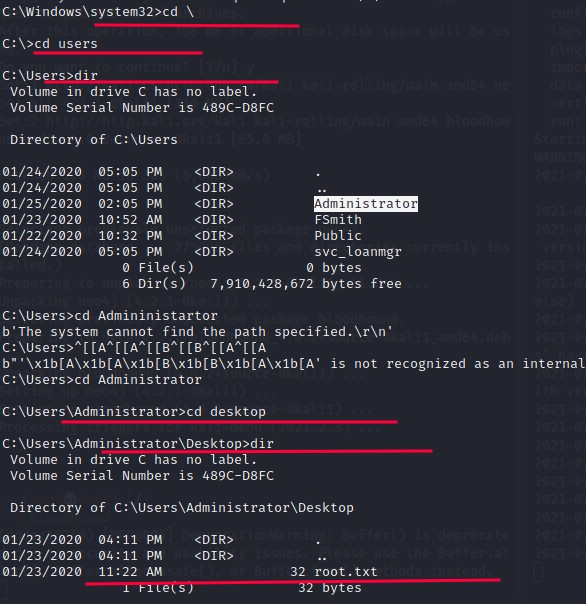 C:\Windows\system32>cd \
C:\>cd users
C:\Users>dir
Volume in drive C has no label.
Volume Serial Number is 489C-D8FC
Directory of C:\Users
01/24/2020 05:05 PM <DIR> .
01/24/2020 05:05 PM <DIR> ..
01/25/2020 02:05 PM <DIR> Administrator
01/23/2020 10:52 AM <DIR> FSmith
01/22/2020 10:32 PM <DIR> Public
01/24/2020 05:05 PM <DIR> svc_loanmgr
0 File(s) 0 bytes
6 Dir(s) 7,910,428,672 bytes free
C:\Users>cd Admininistartor
b'The system cannot find the path specified.\r\n'
C:\Users>^[[A^[[A^[[B^[[B^[[A^[[A
b"'\x1b[A\x1b[A\x1b[B\x1b[B\x1b[A\x1b[A' is not recognized as an internal
C:\Users>cd Administrator
C:\Users\Administrator>cd desktop
C:\Users\Administrator\Desktop>dir
Volume in drive C has no label.
Volume Serial Number is 489C-D8FC
Directory of C:\Users\Administrator\Desktop
01/23/2020 04:11 PM <DIR> .
01/23/2020 04:11 PM <DIR> ..
01/23/2020 11:22 AM 32 root.txt
1 File(s) 32 bytes